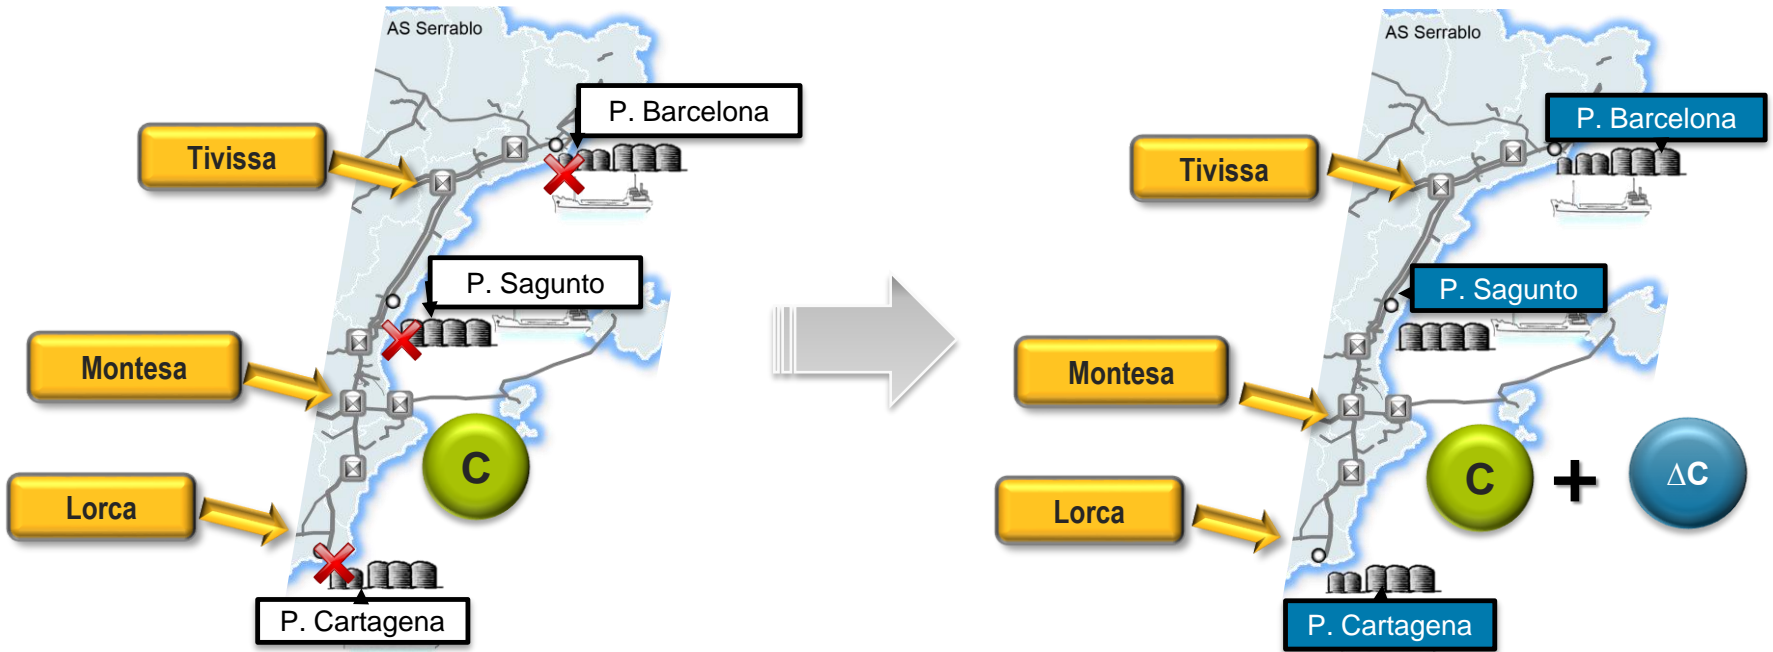 AS Serrablo
P. Barcelona
Tivissa
P. Sagunto
Montesa
C
Lorca
P. Cartagena
AS Serrablo
P. Barcelona
Tivissa
P. Sagunto
Montesa
C + ΔC
Lorca
P. Cartagena